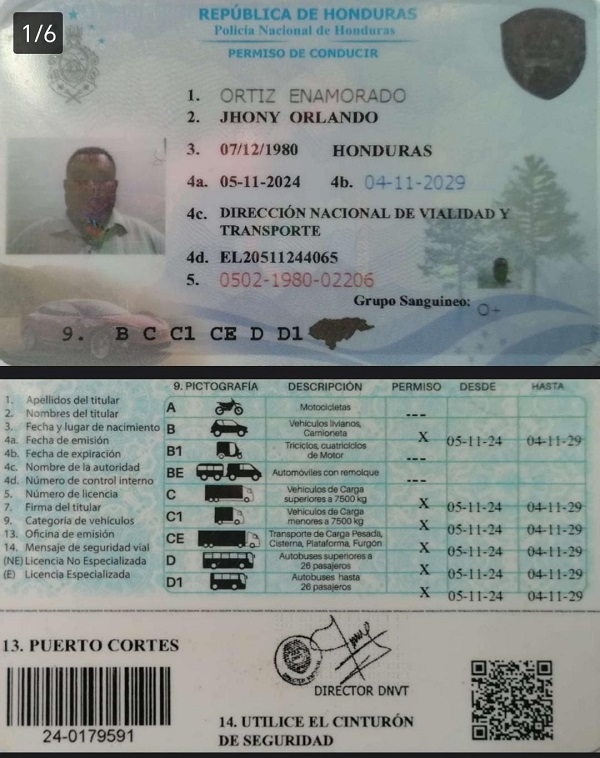 1/6
REPÚBLICA DE HONDURAS
Policía Nacional de Honduras
PERMISO DE CONDUCIR
1. ORTIZ ENAMORADO
2. JHONY ORLANDO
3. 07/12/1980 HONDURAS
4a. 05-11-2024 4b. 04-11-2029
4c. DIRECCIÓN NACIONAL DE VIALIDAD Y
TRANSPORTE
4d. EL20511244065
5. 0502-1980-02206
Grupo Sanguineo: O+
9. B C C1 CE D D1
1. Apellidos del titular
2. Nombres del titular
3. Fecha y lugar de nacimiento
4a. Fecha de emisión
4b. Fecha de expiración
4c. Nombre de la autoridad
4d. Número de control interno
5. Número de licencia
7. Firma del titular
9. Categoría de vehículos
13. Oficina de emisión
14. Mensaje de seguridad vial
(NE) Licencia No Especializada
(E) Licencia Especializada
9. PICTOGRAFÍA DESCRIPCIÓN PERMISO DESDE HASTA
A Motocicletas ---
B Vehículos livianos, Camioneta X 05-11-24 04-11-29
B1 Triciclos, cuatriciclos de Motor ---
BE Automóviles con remolque ---
C Vehículos de Carga superiores a 7500 kg X 05-11-24 04-11-29
C1 Vehículos de Carga menores a 7500 kg X 05-11-24 04-11-29
CE Transporte de Carga Pesada, Cisterna, Plataforma, Furgón X 05-11-24 04-11-29
D Autobuses superiores a 26 pasajeros X 05-11-24 04-11-29
D1 Autobuses hasta 26 pasajeros X 05-11-24 04-11-29
13. PUERTO CORTES
24-0179591
DIRECTOR DNVT
14. UTILICE EL CINTURÓN
DE SEGURIDAD